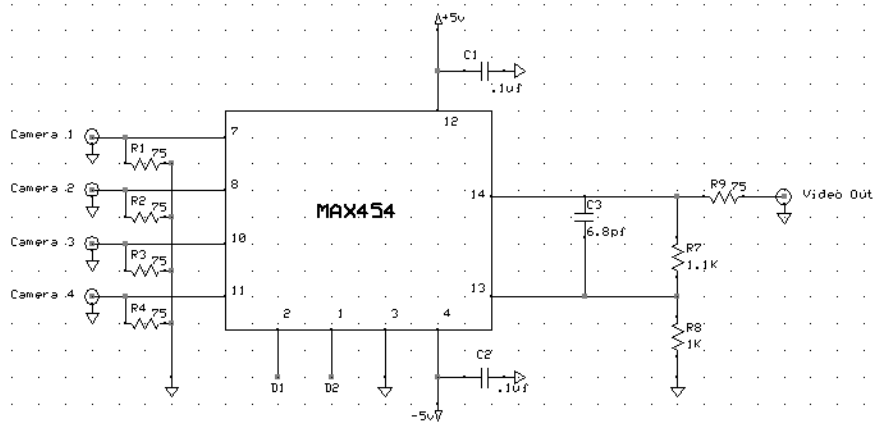 +5v
C1
.1uf
12
Camera .1
7
R1 75
Camera .2
8
R2 75
MAX454
14
R9 75
Video Out
C3
6.8pf
Camera .3
10
R3 75
R7
1.1K
Camera .4
11
R4 75
13
R8
1K
2 1 3 4
D1 D2
C2
.1uf
-5v